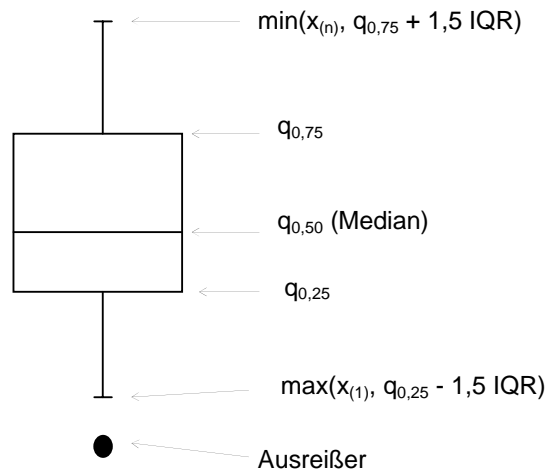 min(x(n), q0,75 + 1,5 IQR)
q0,75
q0,50 (Median)
q0,25
max(x(1), q0,25 - 1,5 IQR)
Ausreißer